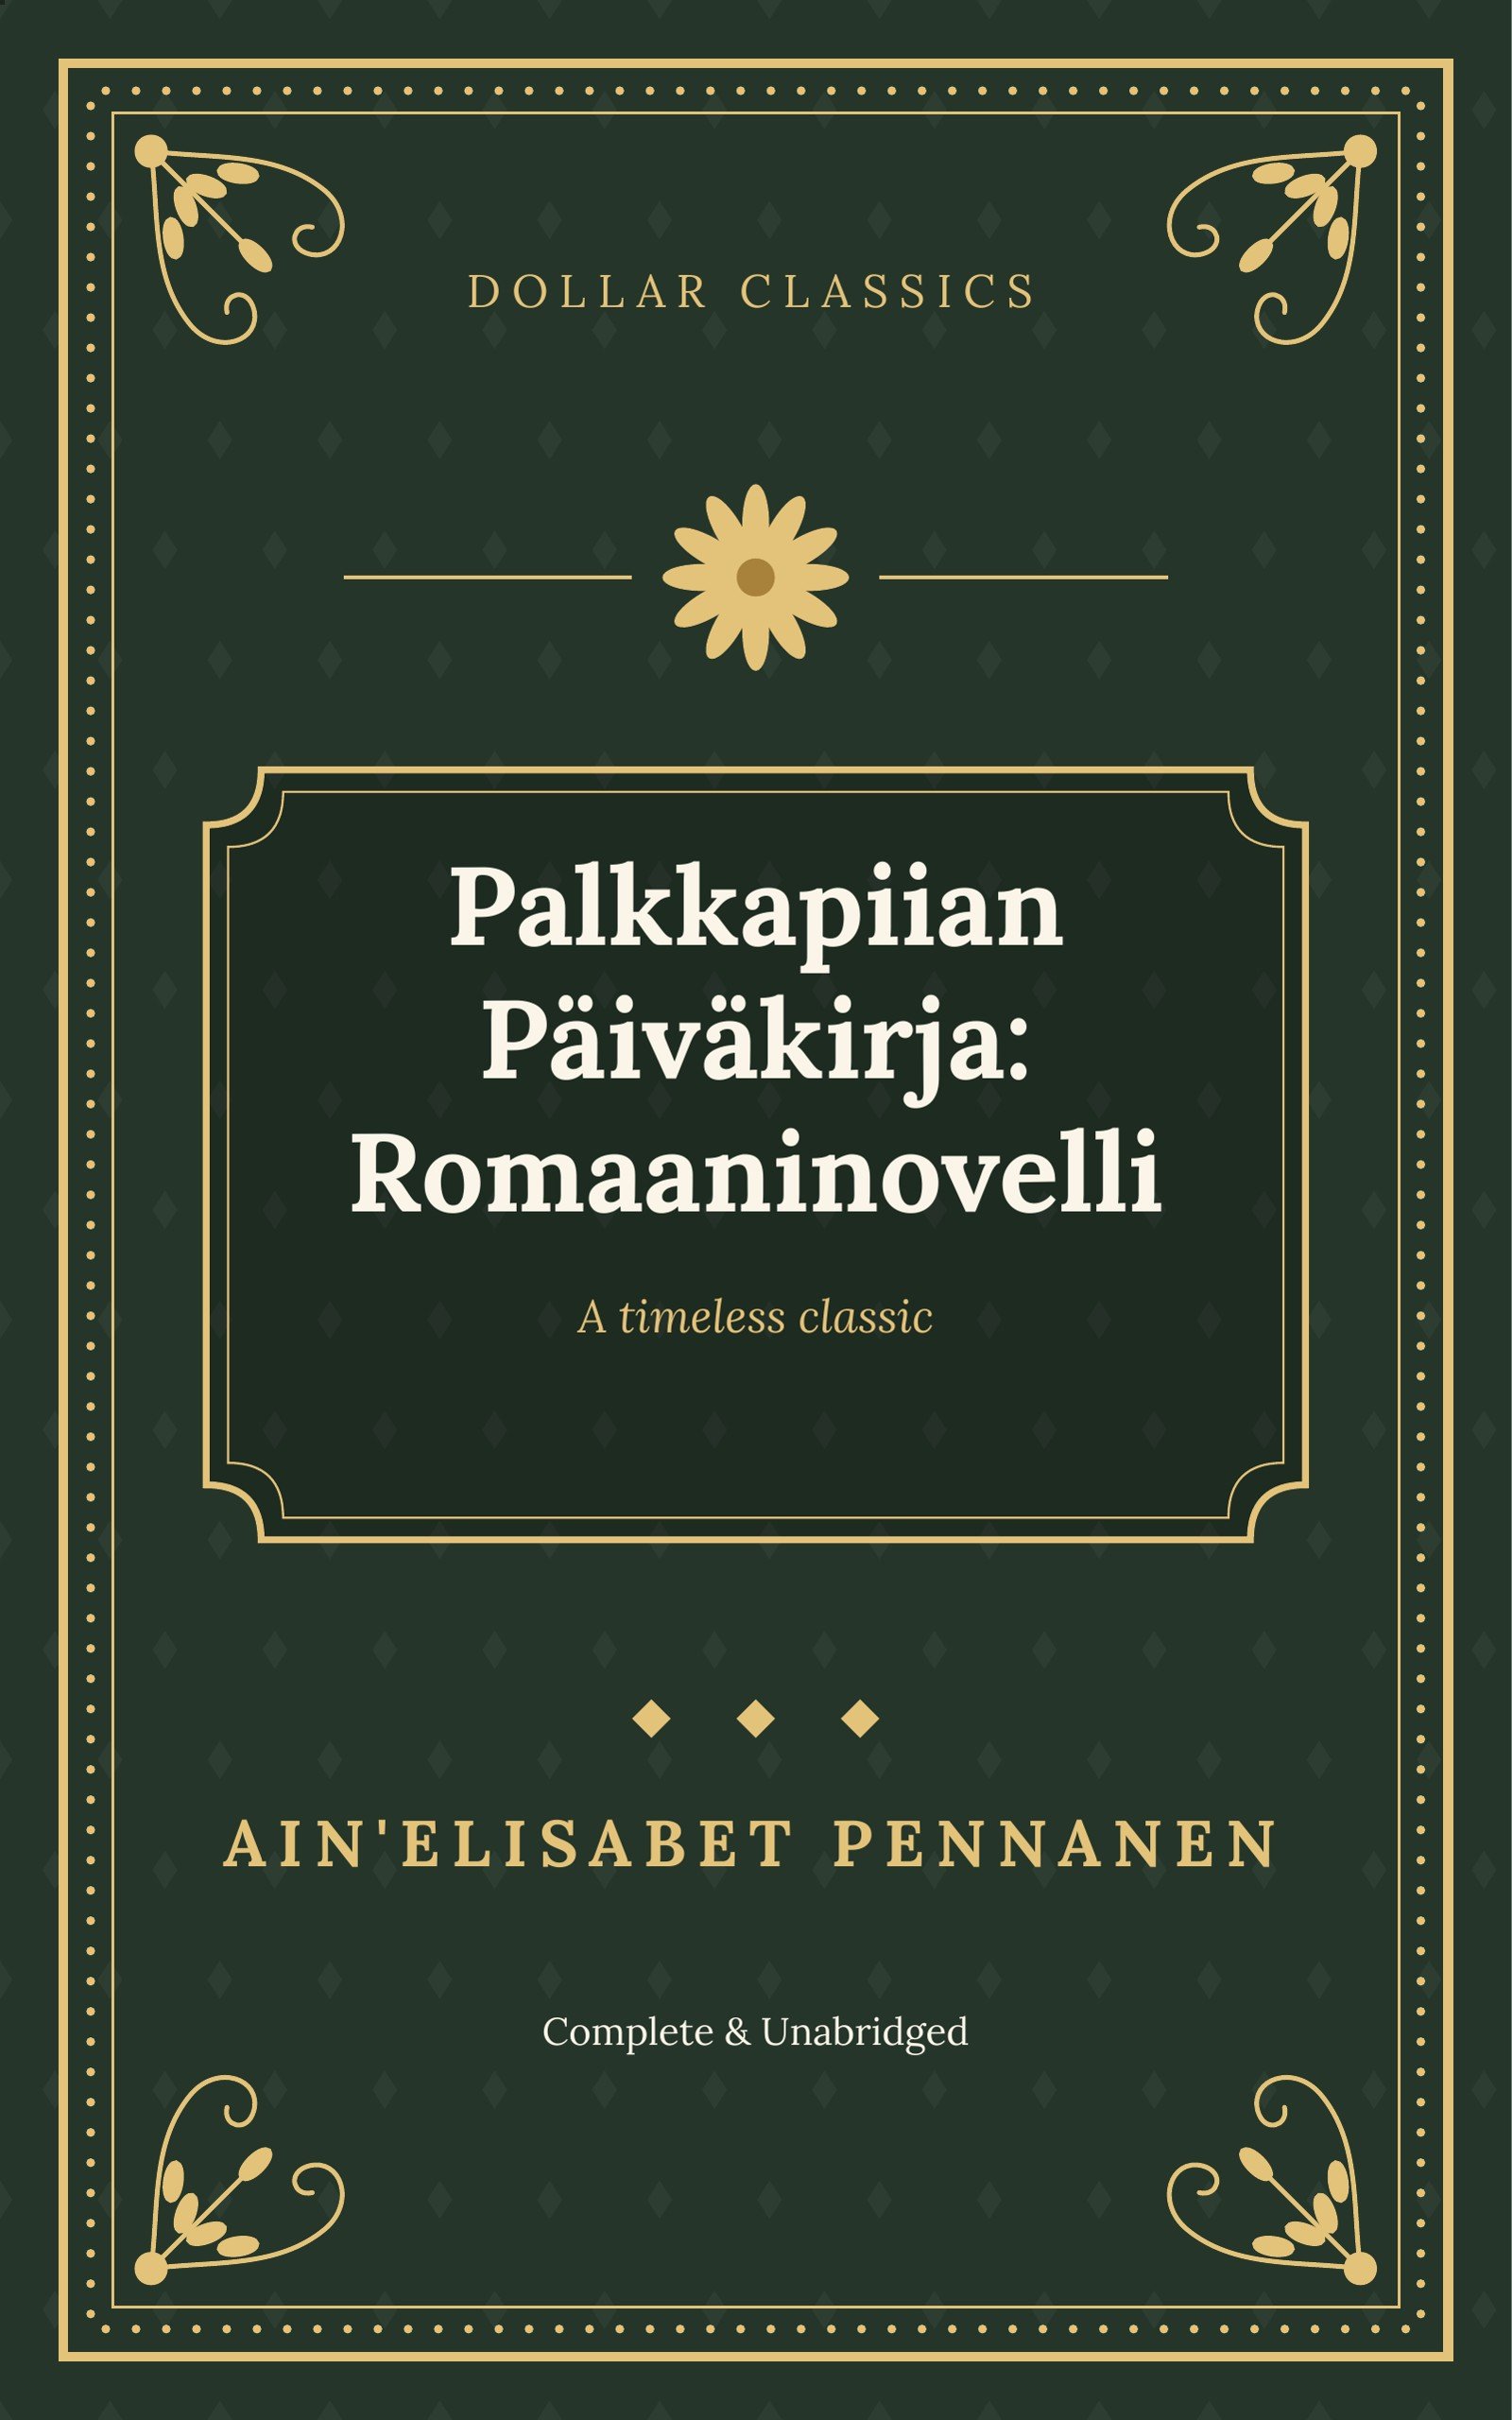 DOLLAR CLASSICS
Palkkapiian
Päiväkirja:
Romaaninovelli
A timeless classic
AIN'ELISABET PENNANEN
Complete & Unabridged